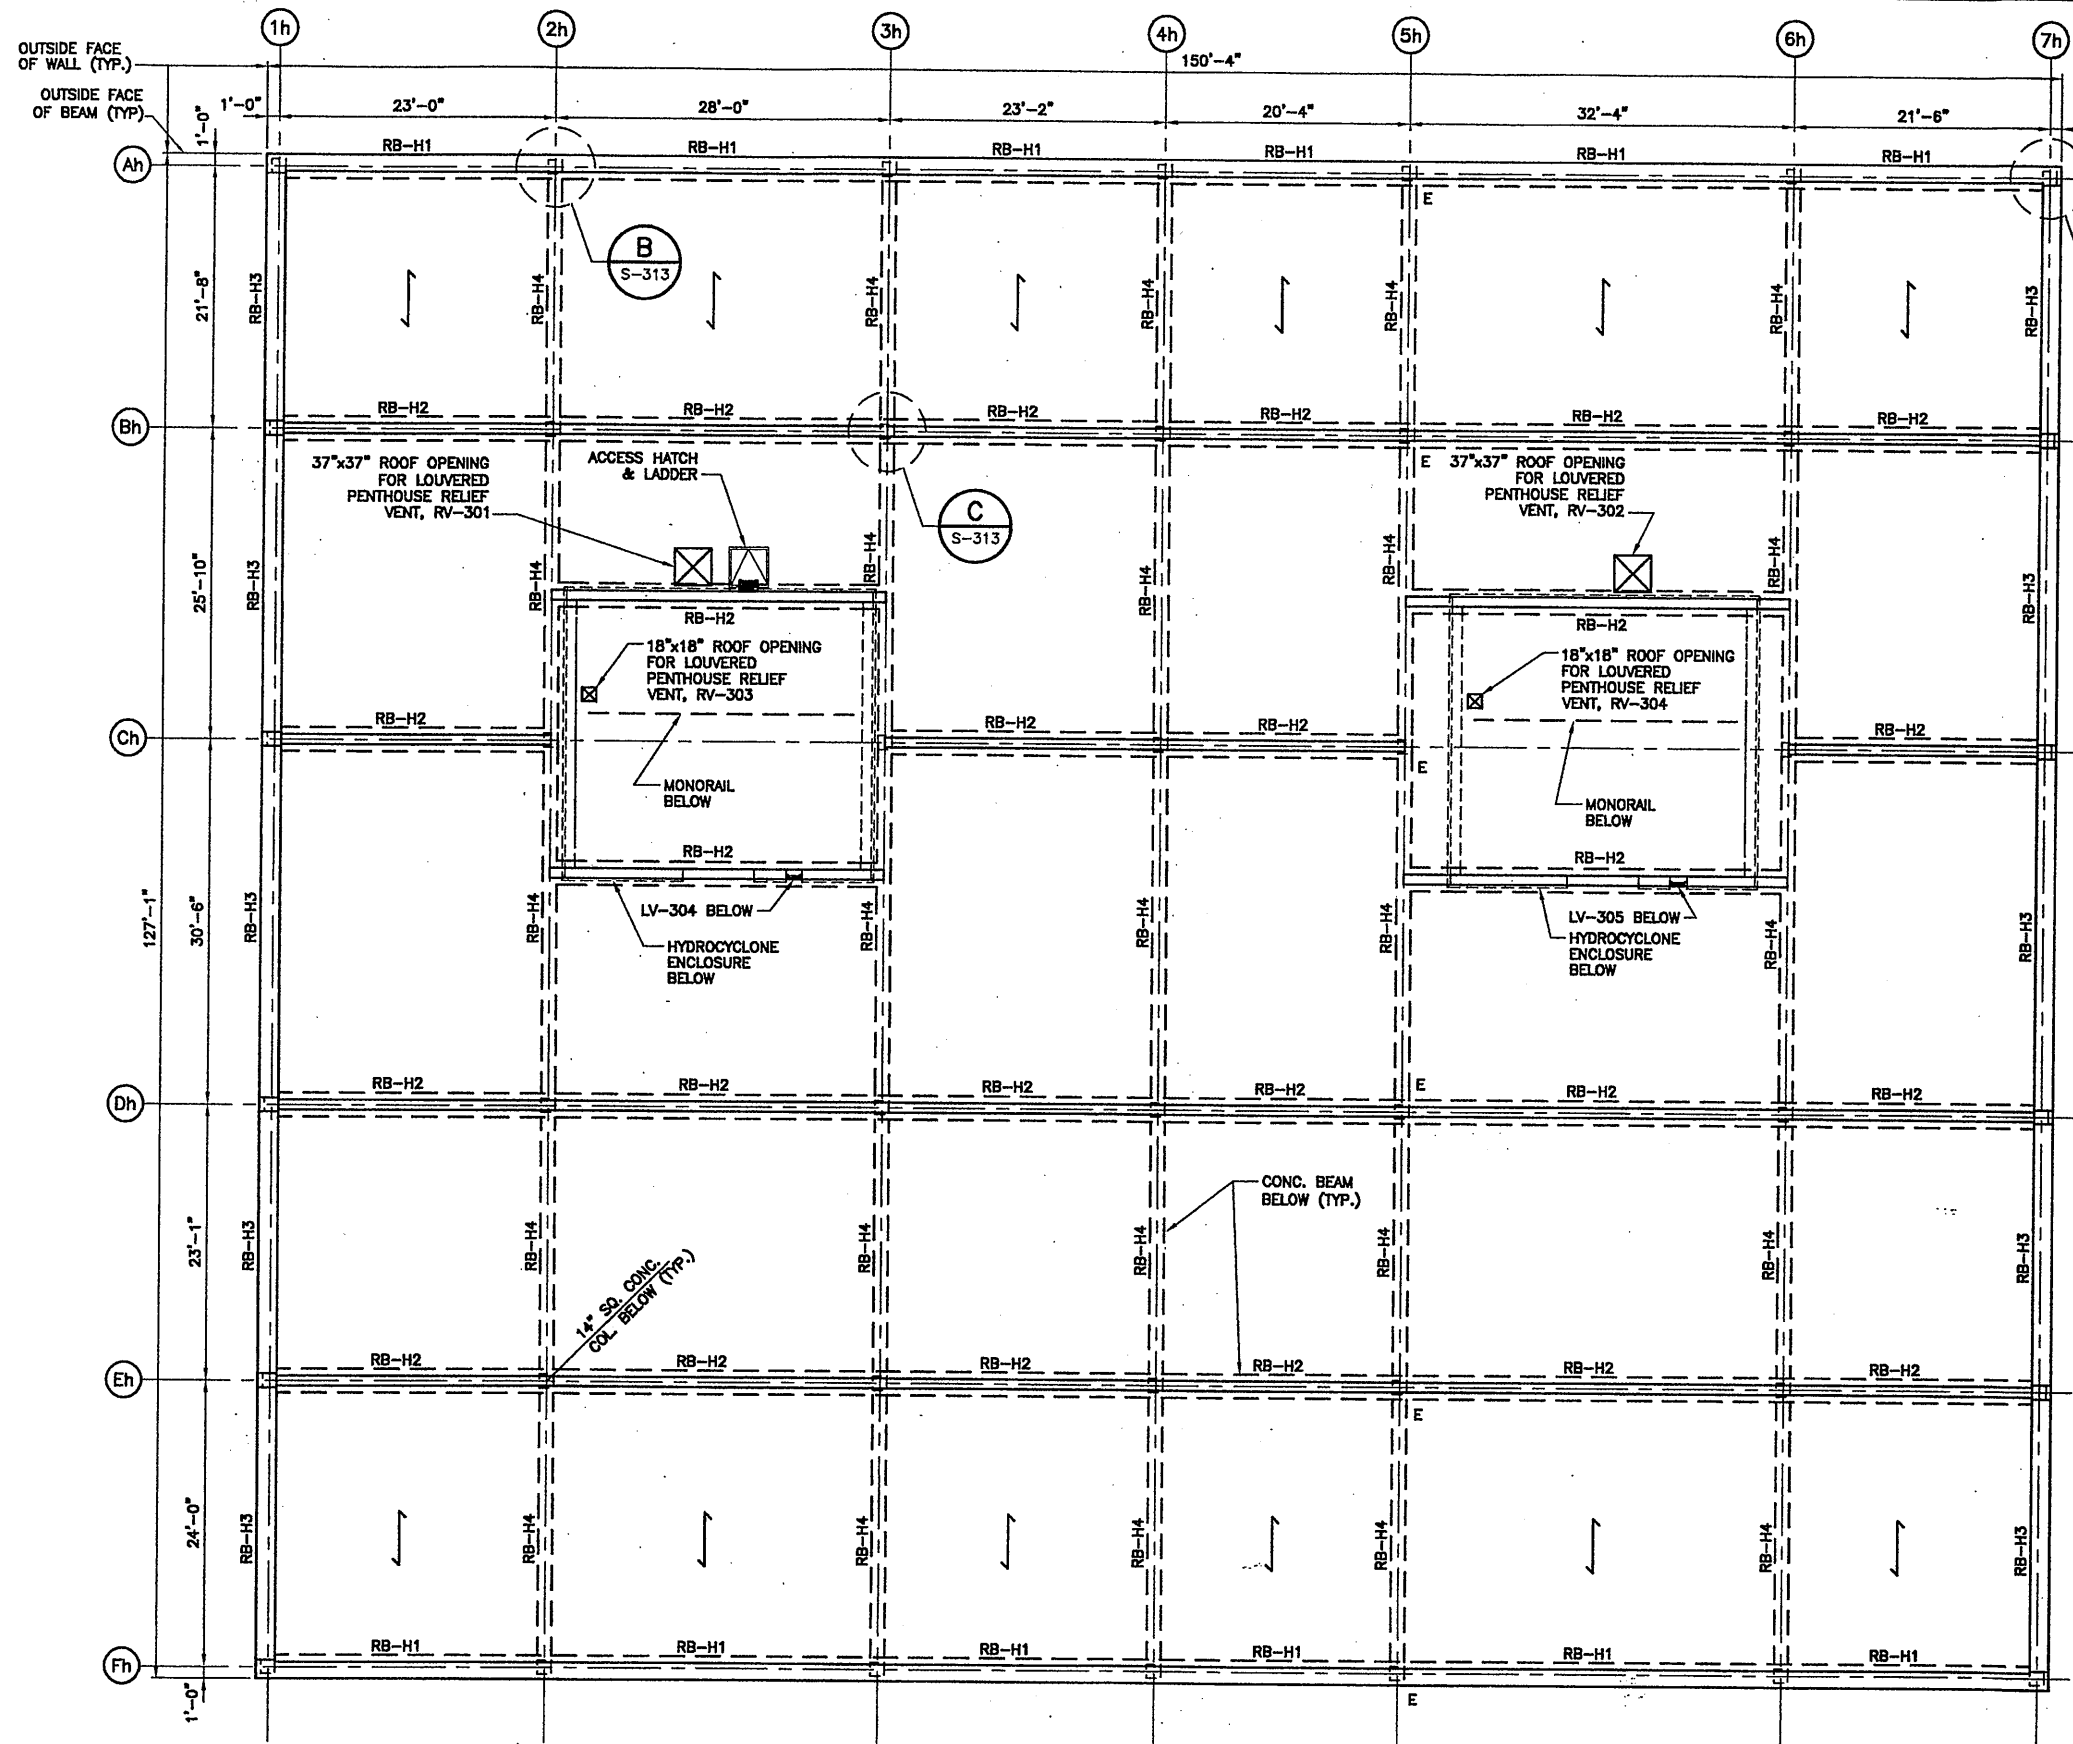 1h 2h 3h 4h 5h 6h 7h
OUTSIDE FACE
OF WALL (TYP.)
150'-4"
OUTSIDE FACE
OF BEAM (TYP)
1'-0" 23'-0" 28'-0" 23'-2" 20'-4" 32'-4" 21'-6"
1'-0"
RB-H1 RB-H1 RB-H1 RB-H1 RB-H1 RB-H1
Ah
E
B
S-313
21'-8"
RB-H3 RB-H4 RB-H4 RB-H4 RB-H4 RB-H4 RB-H3
RB-H2 RB-H2 RB-H2 RB-H2 RB-H2 RB-H2
Bh
37"x37" ROOF OPENING
FOR LOUVERED
PENTHOUSE RELIEF
VENT, RV-301
ACCESS HATCH
& LADDER
C
S-313
E
37"x37" ROOF OPENING
FOR LOUVERED
PENTHOUSE RELIEF
VENT, RV-302
25'-10"
RB-H3 RB-H4 RB-H4 RB-H4 RB-H4 RB-H4 RB-H3
RB-H2 RB-H2
18"x18" ROOF OPENING
FOR LOUVERED
PENTHOUSE RELIEF
VENT, RV-303
18"x18" ROOF OPENING
FOR LOUVERED
PENTHOUSE RELIEF
VENT, RV-304
RB-H2 RB-H2 RB-H2 RB-H2
Ch
E
MONORAIL
BELOW
MONORAIL
BELOW
RB-H2 RB-H2
127'-1"
30'-6"
RB-H3 RB-H4 RB-H4 RB-H4 RB-H4 RB-H4 RB-H3
LV-304 BELOW
HYDROCYCLONE
ENCLOSURE
BELOW
LV-305 BELOW
HYDROCYCLONE
ENCLOSURE
BELOW
RB-H2 RB-H2 RB-H2 RB-H2 RB-H2 RB-H2
E
Dh
CONC. BEAM
BELOW (TYP.)
23'-1"
RB-H3 RB-H4 RB-H4 RB-H4 RB-H4 RB-H4 RB-H3
14" SQ. CONC.
COL. BELOW (TYP.)
RB-H2 RB-H2 RB-H2 RB-H2 RB-H2 RB-H2
Eh
E
24'-0"
RB-H3 RB-H4 RB-H4 RB-H4 RB-H4 RB-H4 RB-H3
RB-H1 RB-H1 RB-H1 RB-H1 RB-H1 RB-H1
Fh
1'-0"
E